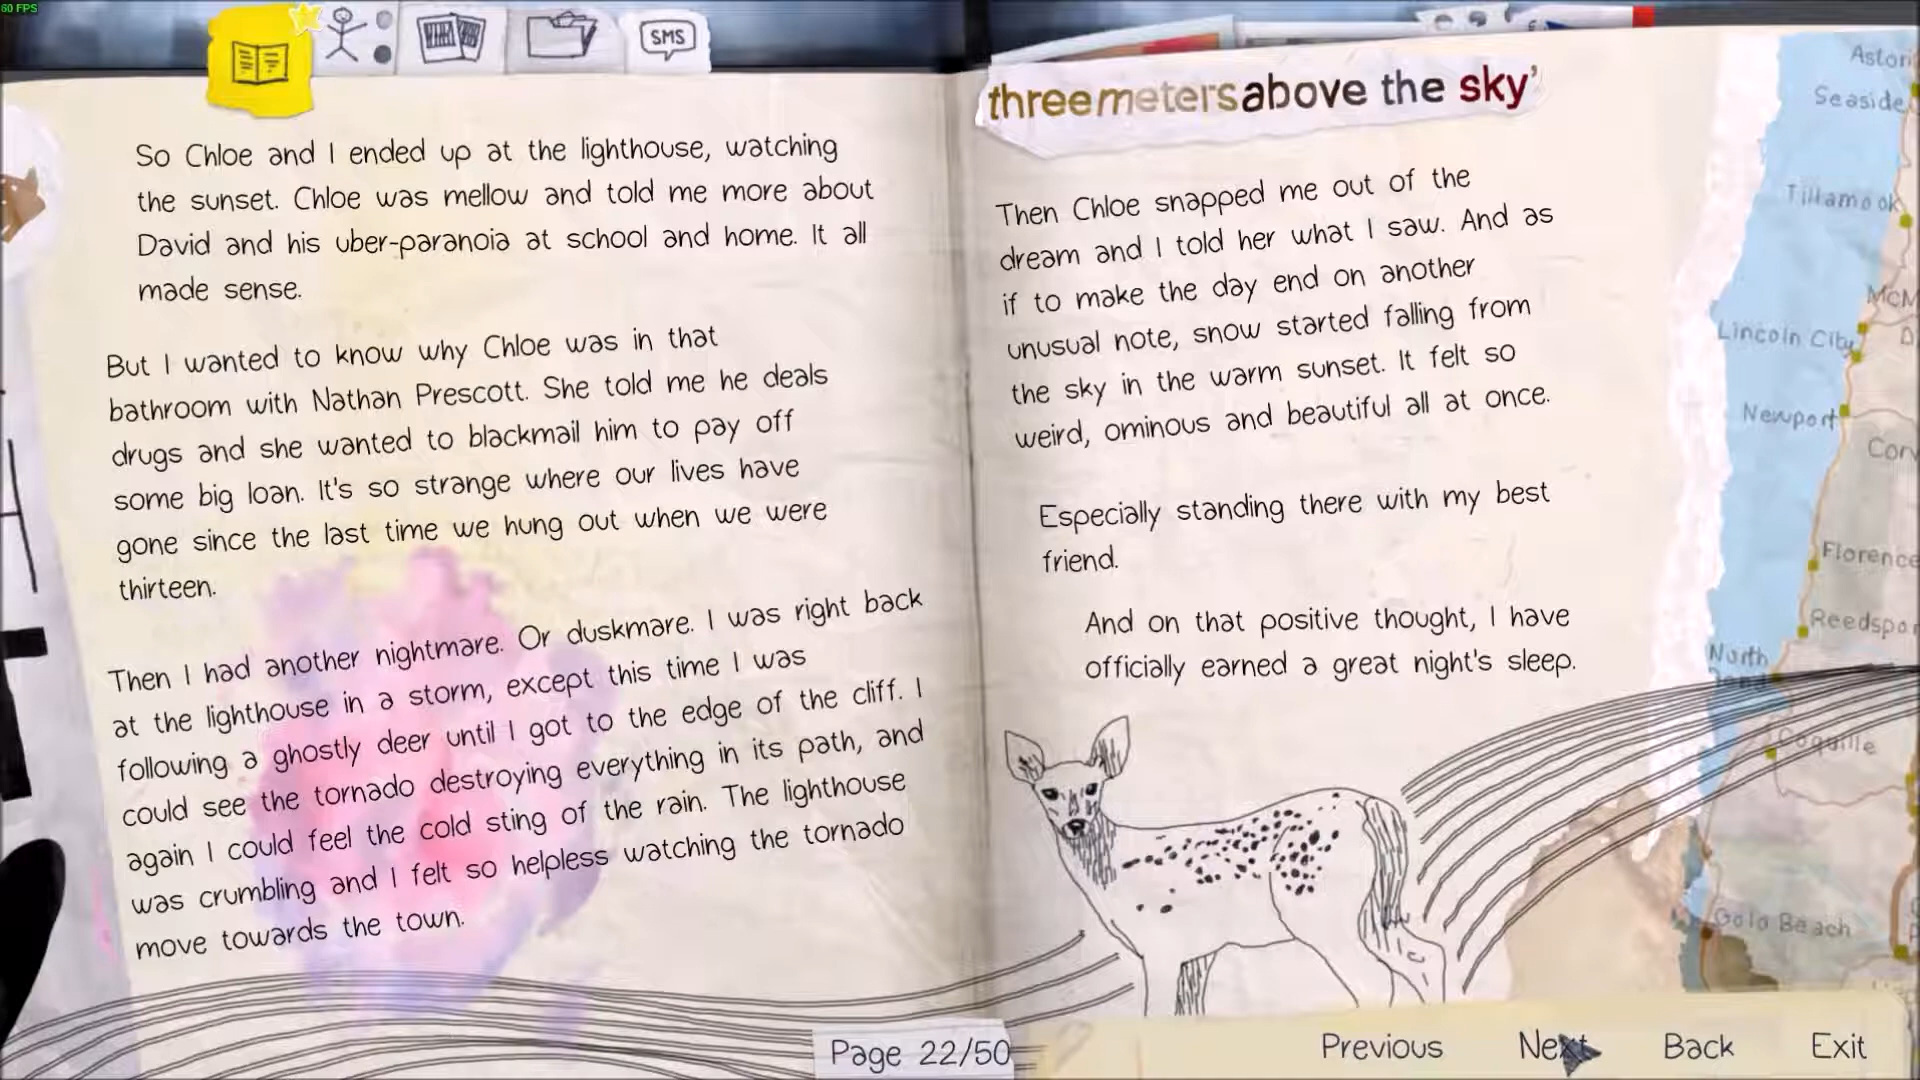 60 FPS
SMS
So Chloe and I ended up at the lighthouse, watching
the sunset. Chloe was mellow and told me more about
David and his uber-paranoia at school and home. It all
made sense.
But I wanted to know why Chloe was in that
bathroom with Nathan Prescott. She told me he deals
drugs and she wanted to blackmail him to pay off
some big loan. It's so strange where our lives have
gone since the last time we hung out when we were
thirteen.
Then I had another nightmare. Or duskmare. I was right back
at the lighthouse in a storm, except this time I was
following a ghostly deer until I got to the edge of the cliff. I
could see the tornado destroying everything in its path, and
again I could feel the cold sting of the rain. The lighthouse
was crumbling and I felt so helpless watching the tornado
move towards the town.
three meters above the sky'
Then Chloe snapped me out of the
dream and I told her what I saw. And as
if to make the day end on another
unusual note, snow started falling from
the sky in the warm sunset. It felt so
weird, ominous and beautiful all at once.
Especially standing there with my best
friend.
And on that positive thought, I have
officially earned a great night's sleep.
Astori
Seaside
Tillamook
McM
Lincoln City
D
Newport
Corv
Florence
Reedspor
North
Coquille
Gold Beach
Page 22/50
Previous
Next
Back
Exit